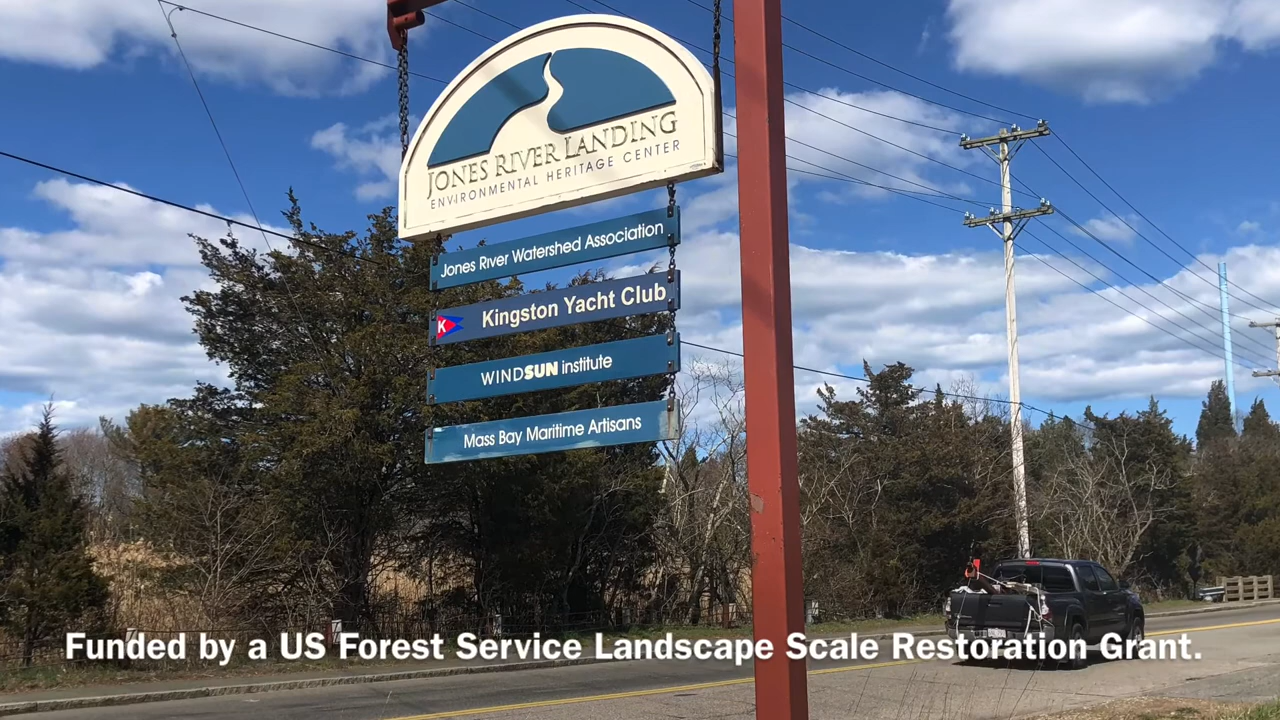 JONES RIVER LANDING
ENVIRONMENTAL HERITAGE CENTER
Jones River Watershed Association
K Kingston Yacht Club
WINDSUN institute
Mass Bay Maritime Artisans
Funded by a US Forest Service Landscape Scale Restoration Grant.